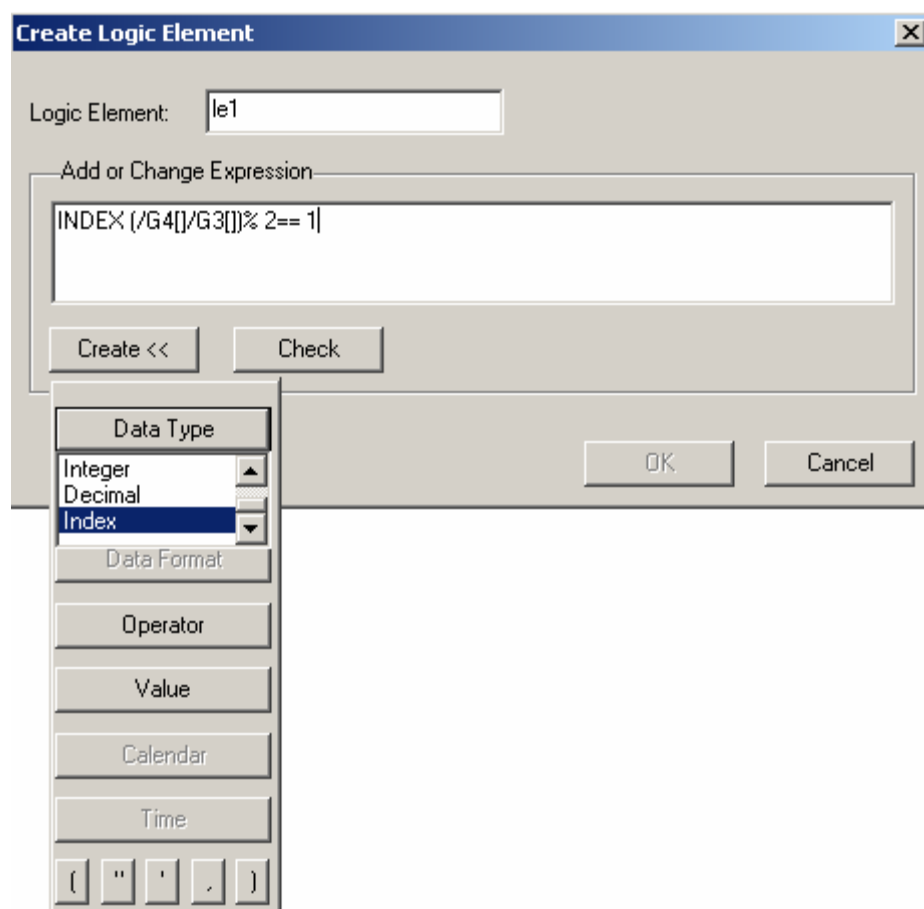 Create Logic Element
Logic Element: le1
Add or Change Expression
INDEX (/G4[]/G3[])% 2== 1
Create << Check
Data Type
Integer
Decimal
Index
Data Format
OK Cancel
Operator
Value
Calendar
Time
( " ' , )